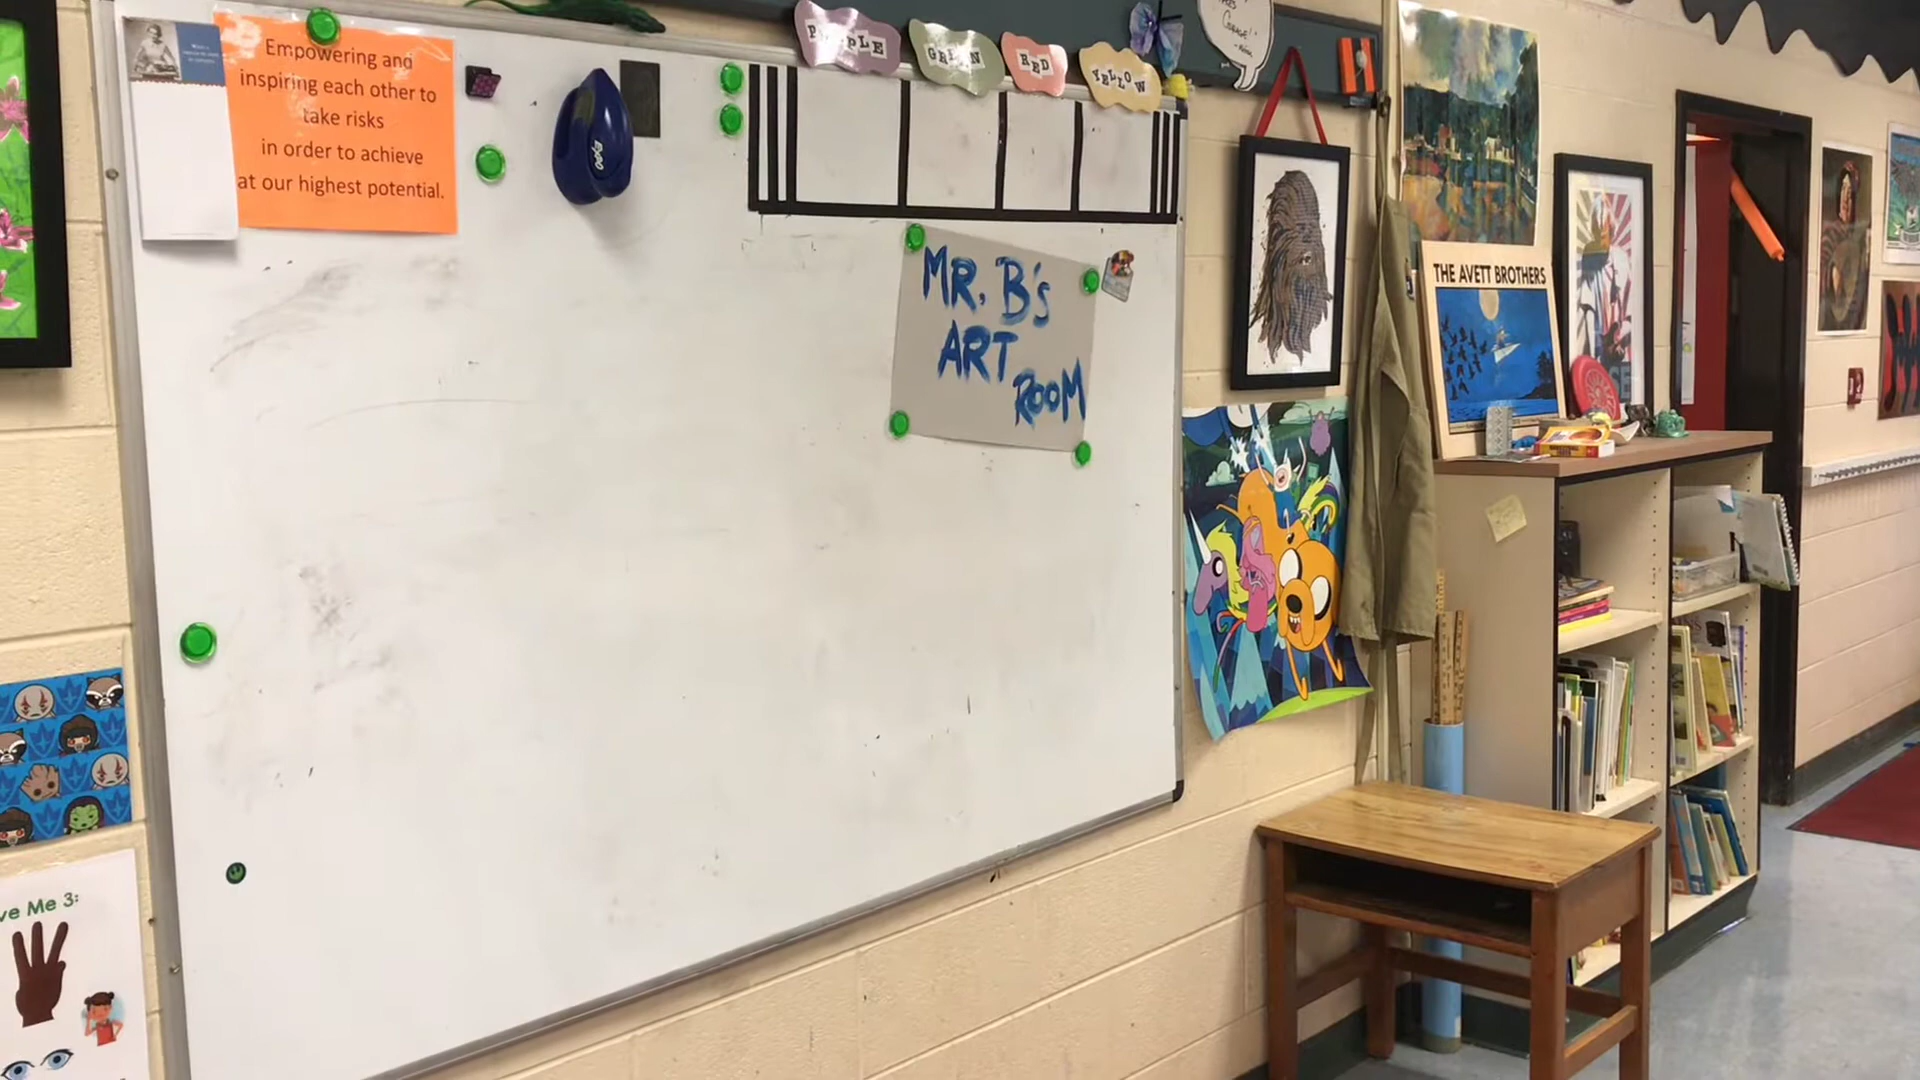 Empowering and
inspiring each other to
take risks
in order to achieve
at our highest potential.
Expo
PURPLE
GREEN
RED
YELLOW
MR. B's
ART
ROOM
THE AVETT BROTHERS
ve Me 3: